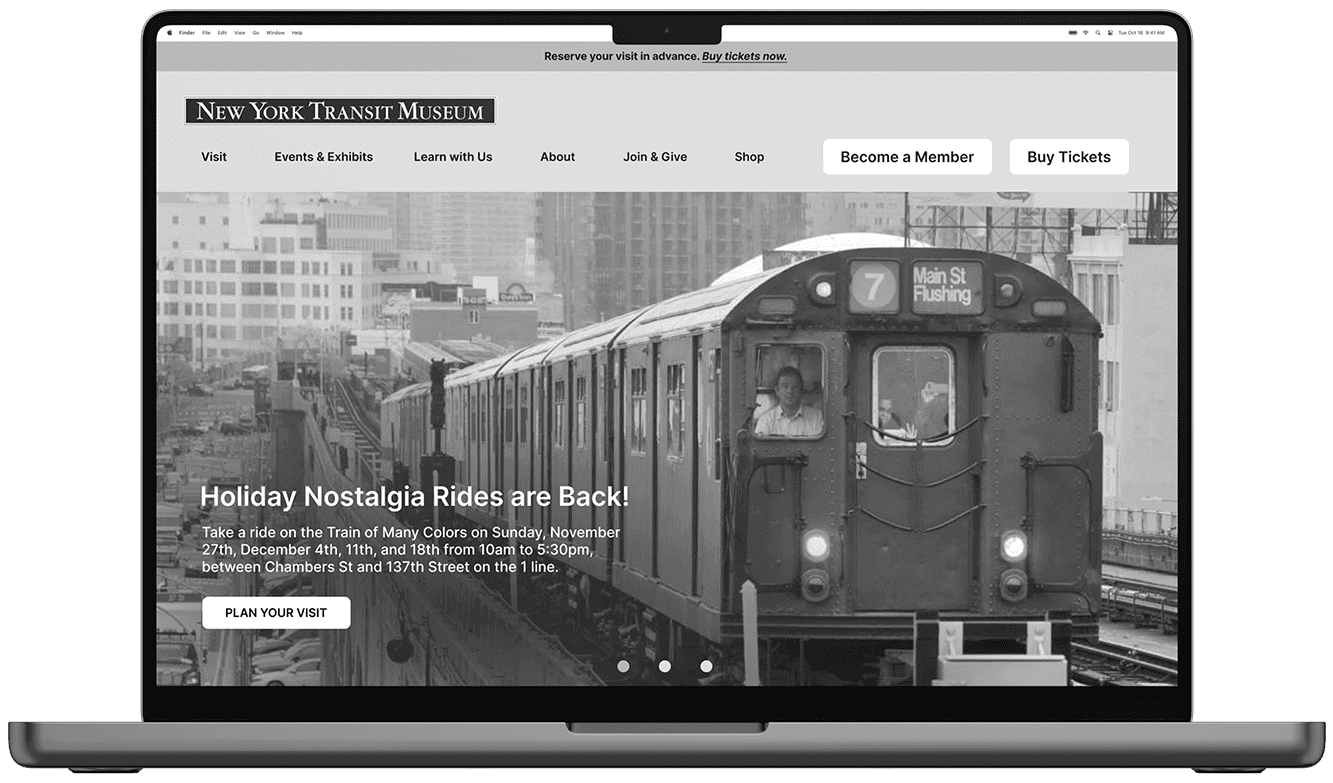 Finder File Edit View Go Window Help
Tue Oct 18 9:41 AM
Reserve your visit in advance. Buy tickets now.
New York Transit Museum
Visit Events & Exhibits Learn with Us About Join & Give Shop
Become a Member Buy Tickets
7 Main St
Flushing
Holiday Nostalgia Rides are Back!
Take a ride on the Train of Many Colors on Sunday, November
27th, December 4th, 11th, and 18th from 10am to 5:30pm,
between Chambers St and 137th Street on the 1 line.
PLAN YOUR VISIT